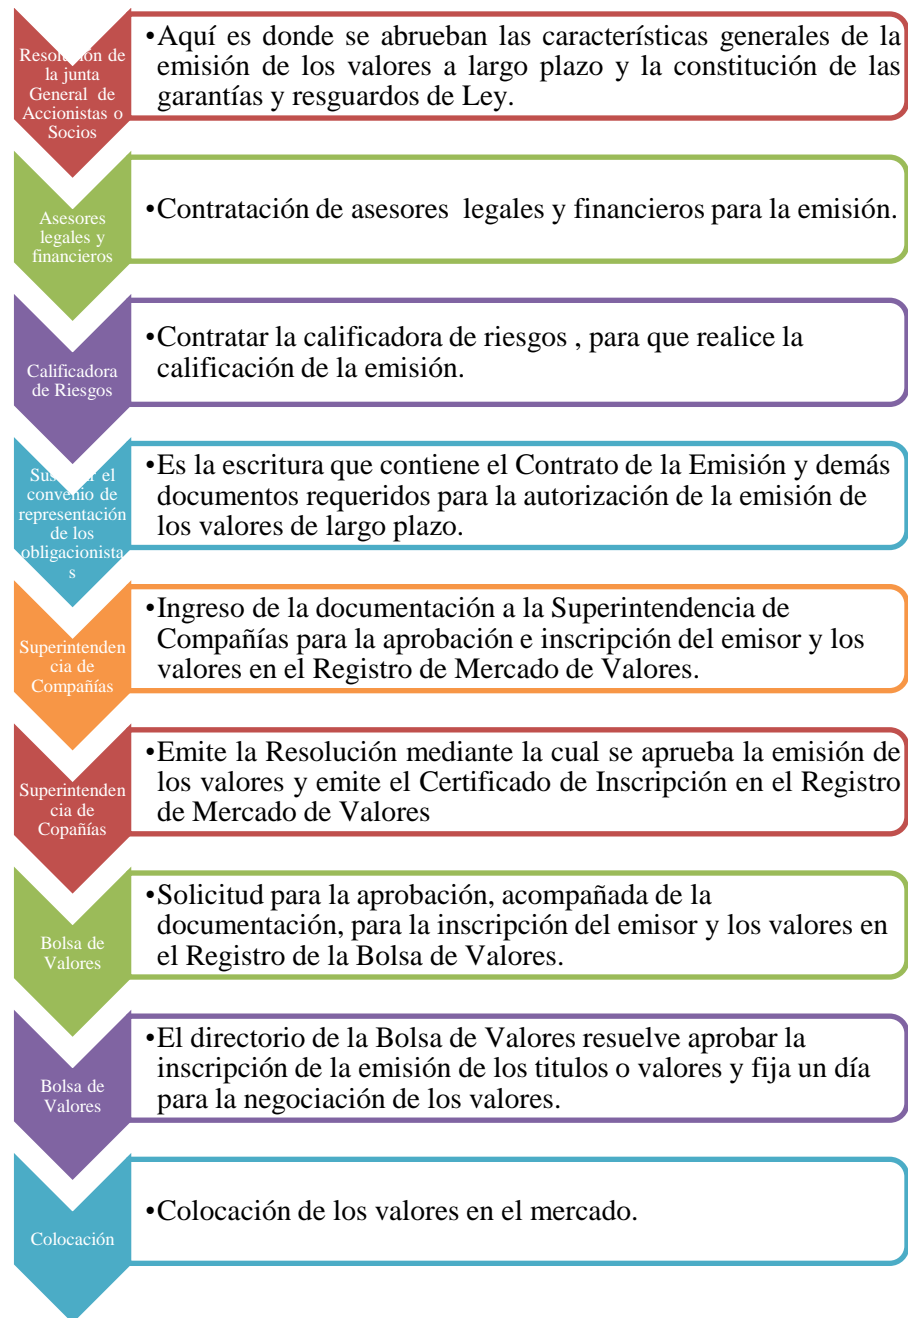 Resolución de
la junta
General de
Accionistas o
Socios
•Aquí es donde se abrueban las características generales de la
emisión de los valores a largo plazo y la constitución de las
garantías y resguardos de Ley.
Asesores
legales y
financieros
•Contratación de asesores legales y financieros para la emisión.
Calificadora
de Riesgos
•Contratar la calificadora de riesgos , para que realice la
calificación de la emisión.
el
convenio de
representación
de los
obligacionista
s
•Es la escritura que contiene el Contrato de la Emisión y demás
documentos requeridos para la autorización de la emisión de
los valores de largo plazo.
Superintenden
cia de
Compañías
•Ingreso de la documentación a la Superintendencia de
Compañías para la aprobación e inscripción del emisor y los
valores en el Registro de Mercado de Valores.
Superintenden
cia de
Copañías
•Emite la Resolución mediante la cual se aprueba la emisión de
los valores y emite el Certificado de Inscripción en el Registro
de Mercado de Valores
Bolsa de
Valores
•Solicitud para la aprobación, acompañada de la
documentación, para la inscripción del emisor y los valores en
el Registro de la Bolsa de Valores.
Bolsa de
Valores
•El directorio de la Bolsa de Valores resuelve aprobar la
inscripción de la emisión de los titulos o valores y fija un día
para la negociación de los valores.
Colocación
•Colocación de los valores en el mercado.